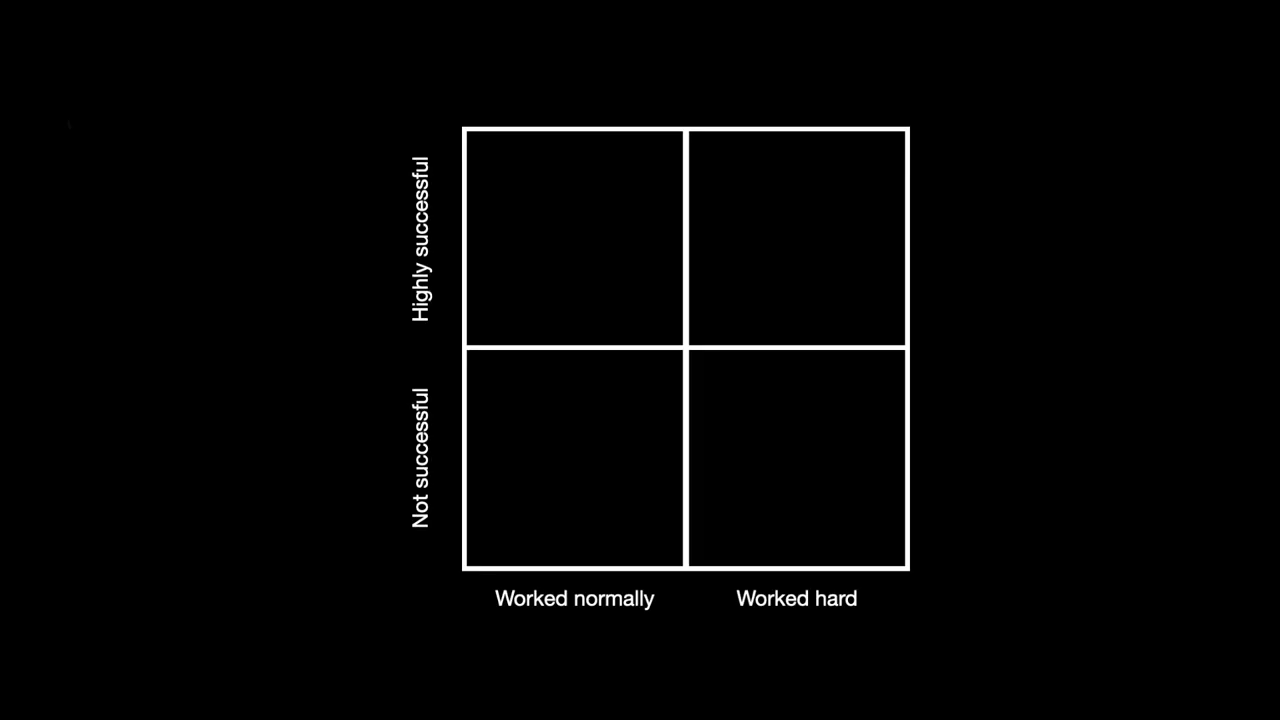 Highly successful
Not successful
Worked normally
Worked hard